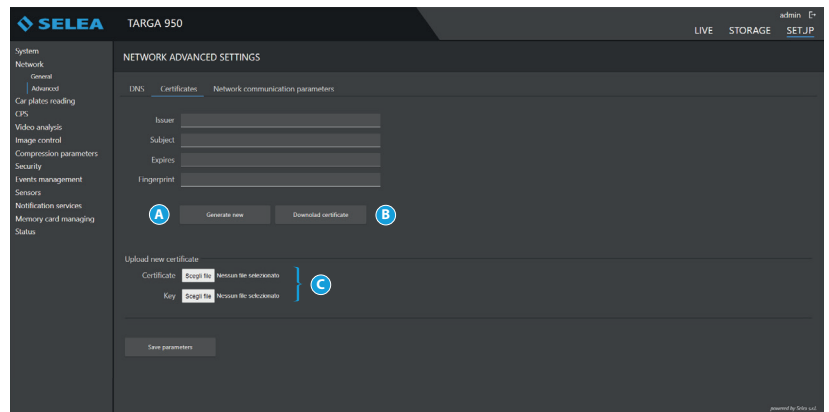 SELEA
TARGA 950
admin
LIVE STORAGE SETUP
System
Network
General
Advanced
Car plates reading
CPS
Video analysis
Image control
Compression parameters
Security
Events management
Sensors
Notification services
Memory card managing
Status
NETWORK ADVANCED SETTINGS
DNS Certificates Network communication parameters
Issuer
Subject
Expires
Fingerprint
A Generate new Downolad certificate B
Upload new certificate
Certificate Scegli file Nessun file selezionato
C
Key Scegli file Nessun file selezionato
Save parameters
powered by Selea s.r.l.